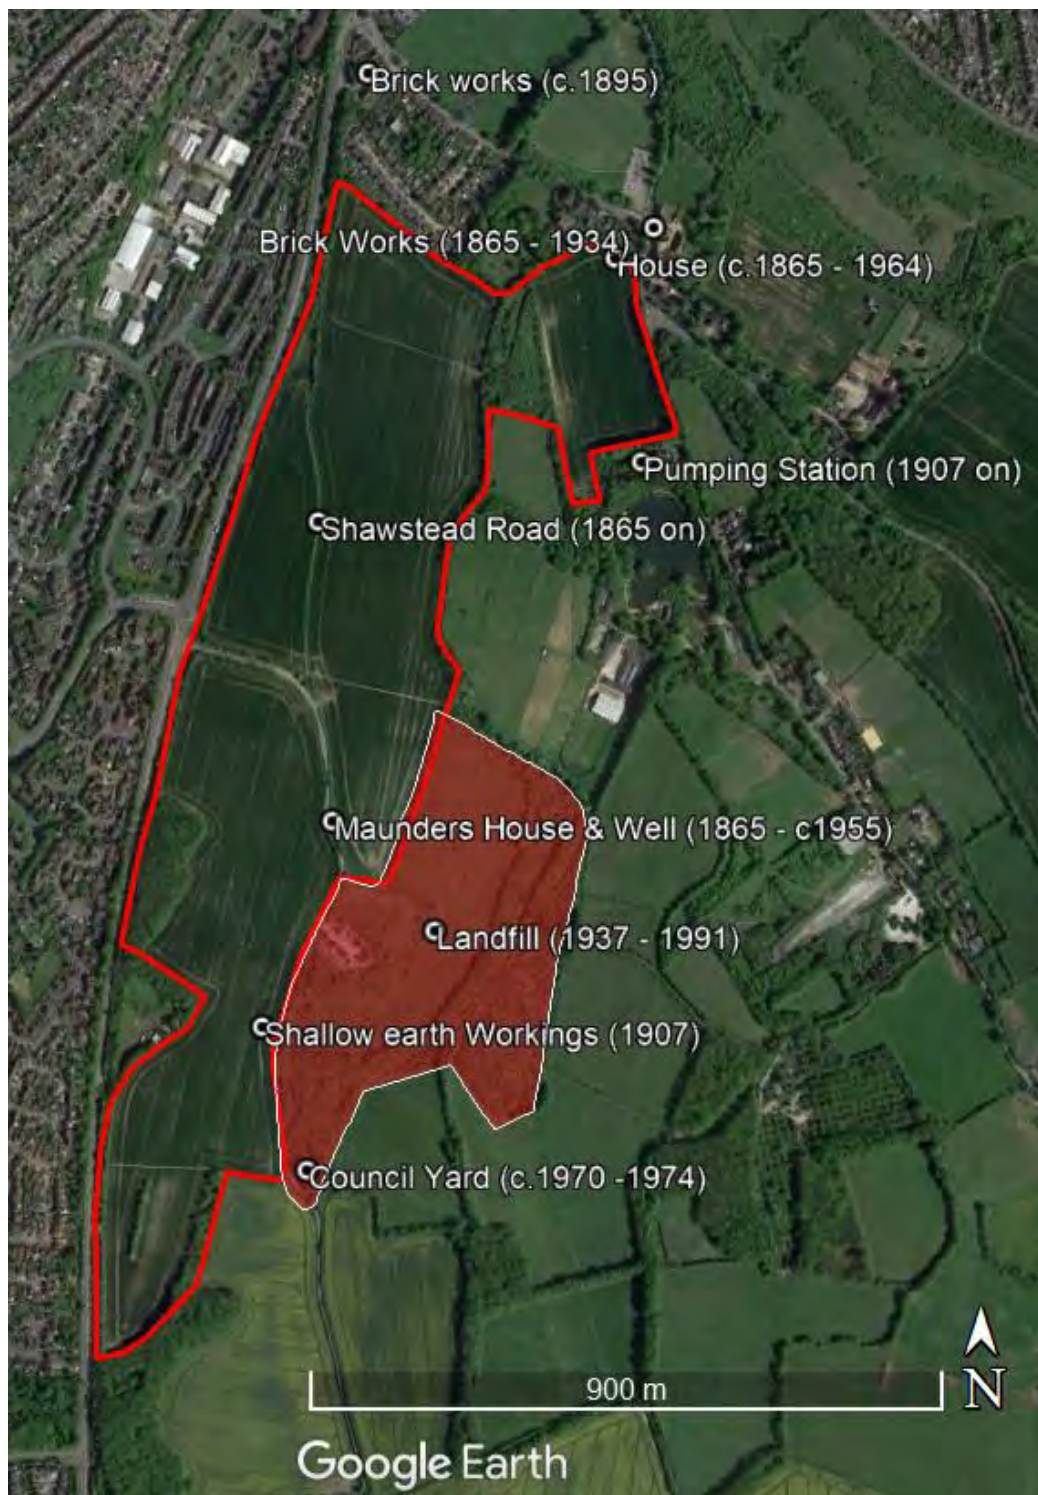 Brick works (c.1895)
Brick Works (1865 - 1934)
House (c.1865 - 1964)
Pumping Station (1907 on)
Shawstead Road (1865 on)
Maunders House & Well (1865 - c1955)
Landfill (1937 - 1991)
Shallow earth Workings (1907)
Council Yard (c.1970 -1974)
900 m
N
Google Earth